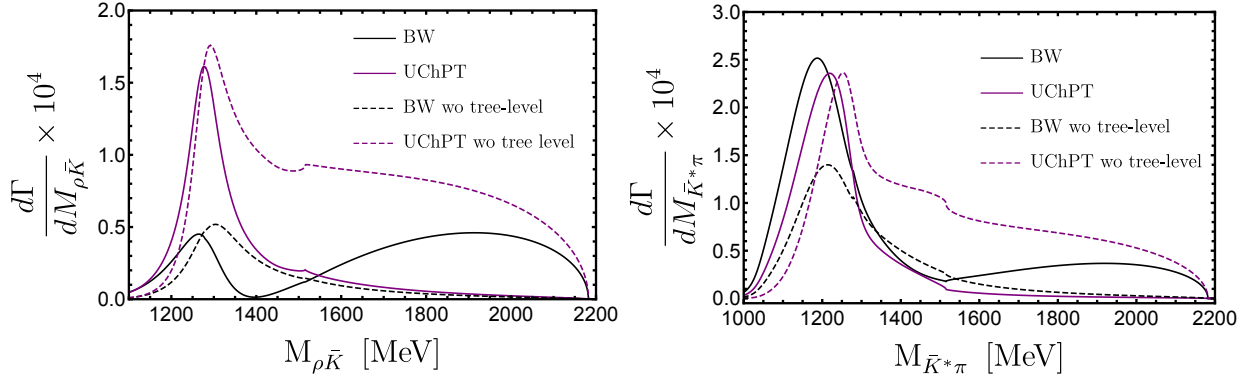 2.0
1.5
1.0
0.5
0.0
dΓ / dM_{ρK̄} × 10^4
BW
UChPT
BW wo tree-level
UChPT wo tree level
1200 1400 1600 1800 2000 2200
M_{ρK̄} [MeV]
3.0
2.5
2.0
1.5
1.0
0.5
0.0
dΓ / dM_{K̄*π} × 10^4
BW
UChPT
BW wo tree-level
UChPT wo tree-level
1000 1200 1400 1600 1800 2000 2200
M_{K̄*π} [MeV]